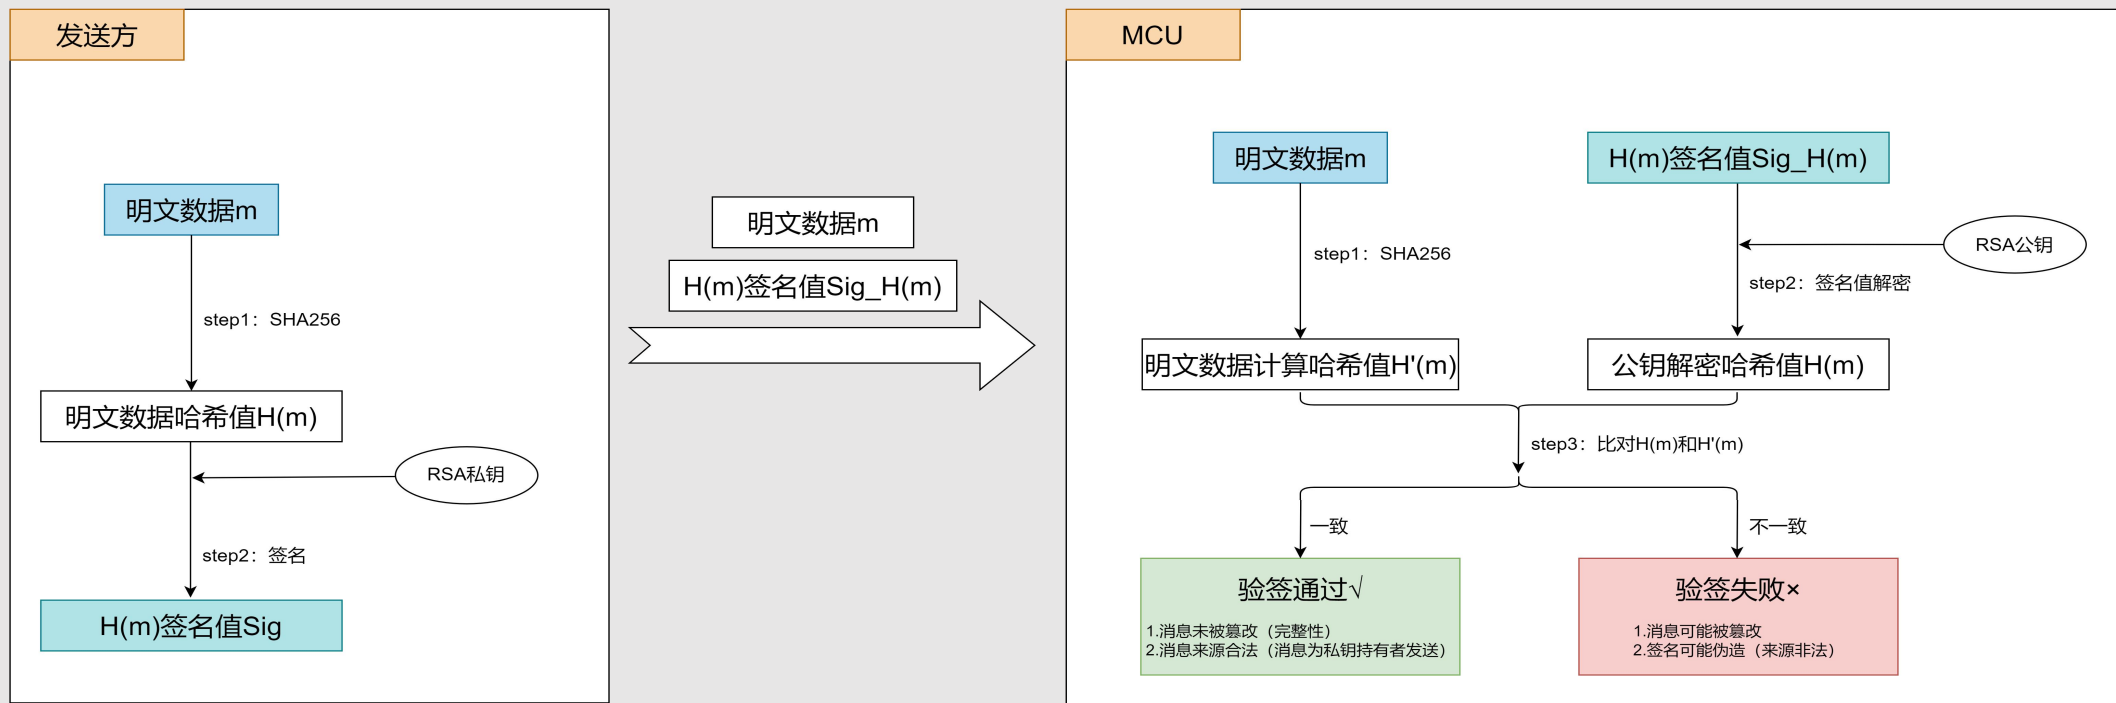 发送方
明文数据m
step1：SHA256
明文数据哈希值H(m)
RSA私钥
step2：签名
H(m)签名值Sig
明文数据m
H(m)签名值Sig_H(m)
MCU
明文数据m
H(m)签名值Sig_H(m)
step1：SHA256
RSA公钥
step2：签名值解密
明文数据计算哈希值H'(m)
公钥解密哈希值H(m)
step3：比对H(m)和H'(m)
一致
不一致
验签通过√
1.消息未被篡改（完整性）
2.消息来源合法（消息为私钥持有者发送）
验签失败×
1.消息可能被篡改
2.签名可能伪造（来源非法）